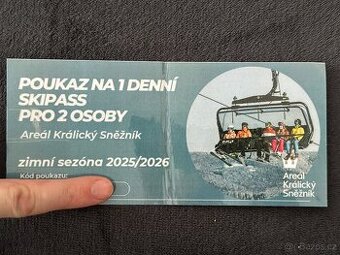 POUKAZ NA 1 DENNÍ
SKIPASS
PRO 2 OSOBY
Areál Králický Sněžník
zimní sezóna 2025/2026
Kód poukazu:
Areál
Králický
Sněžník